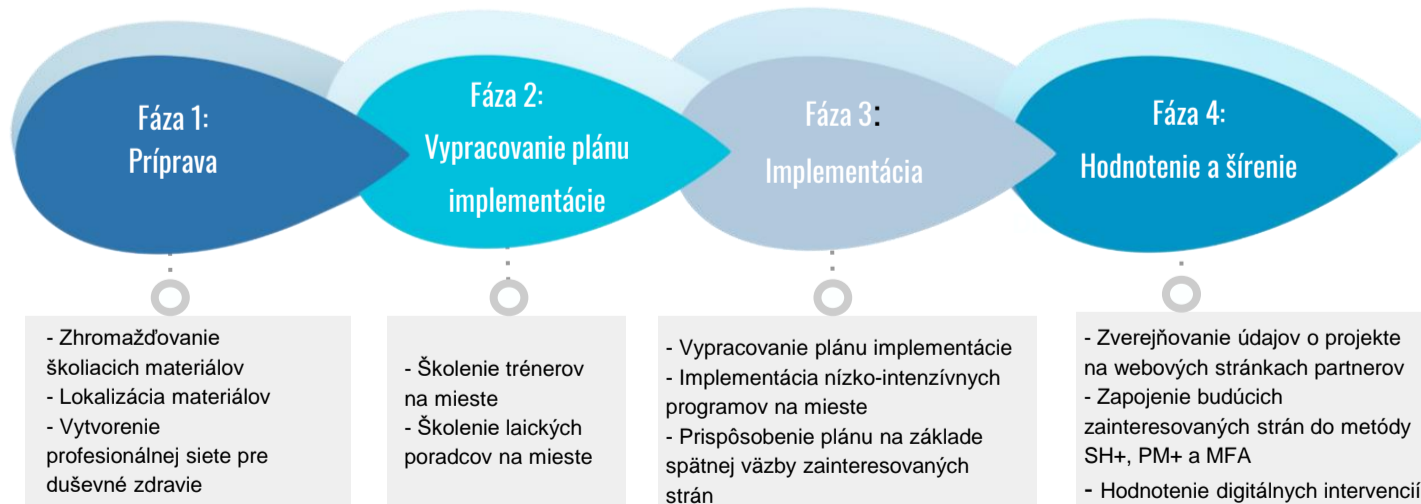 Fáza 1:
Príprava
- Zhromažďovanie
školiacich materiálov
- Lokalizácia materiálov
- Vytvorenie
profesionálnej siete pre
duševné zdravie
Fáza 2:
Vypracovanie plánu
implementácie
- Školenie trénerov
na mieste
- Školenie laických
poradcov na mieste
Fáza 3:
Implementácia
- Vypracovanie plánu implementácie
- Implementácia nízko-intenzívnych
programov na mieste
- Prispôsobenie plánu na základe
spätnej väzby zainteresovaných
strán
Fáza 4:
Hodnotenie a šírenie
- Zverejňovanie údajov o projekte
na webových stránkach partnerov
- Zapojenie budúcich
zainteresovaných strán do metódy
SH+, PM+ a MFA
- Hodnotenie digitálnych intervencií